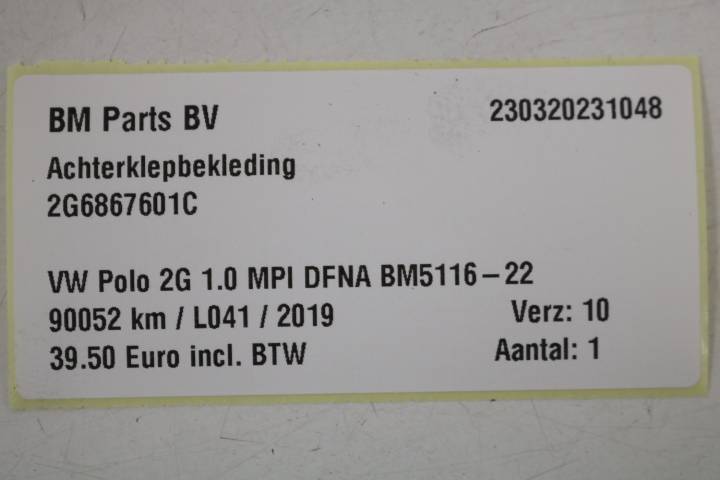 BM Parts BV 230320231048
Achterklepbekleding
2G6867601C
VW Polo 2G 1.0 MPI DFNA BM5116-22
90052 km / L041 / 2019 Verz: 10
39.50 Euro incl. BTW Aantal: 1